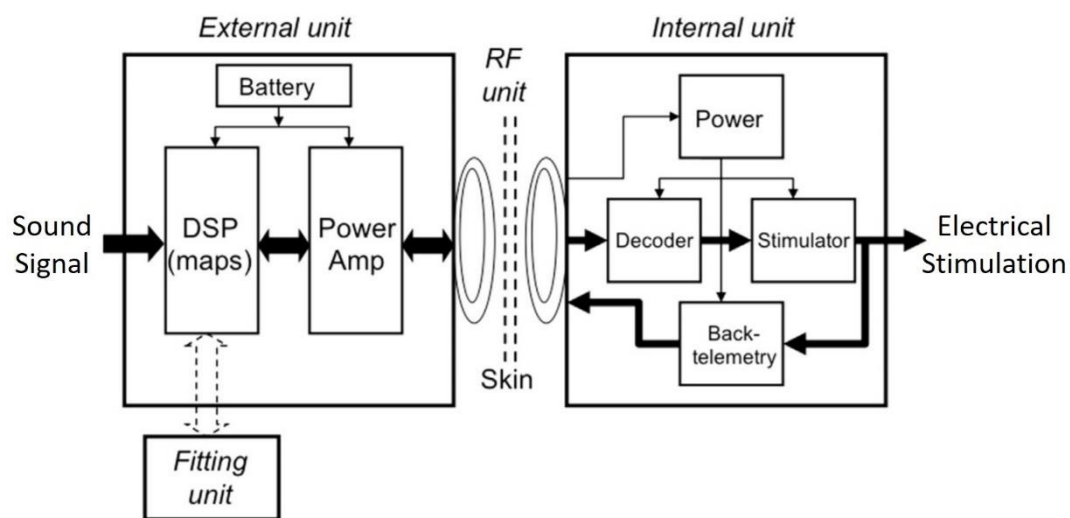 External unit
Internal unit
RF
unit
Battery
Power
Sound
Signal
DSP
(maps)
Power
Amp
Decoder
Stimulator
Electrical
Stimulation
Back-
telemetry
Skin
Fitting
unit